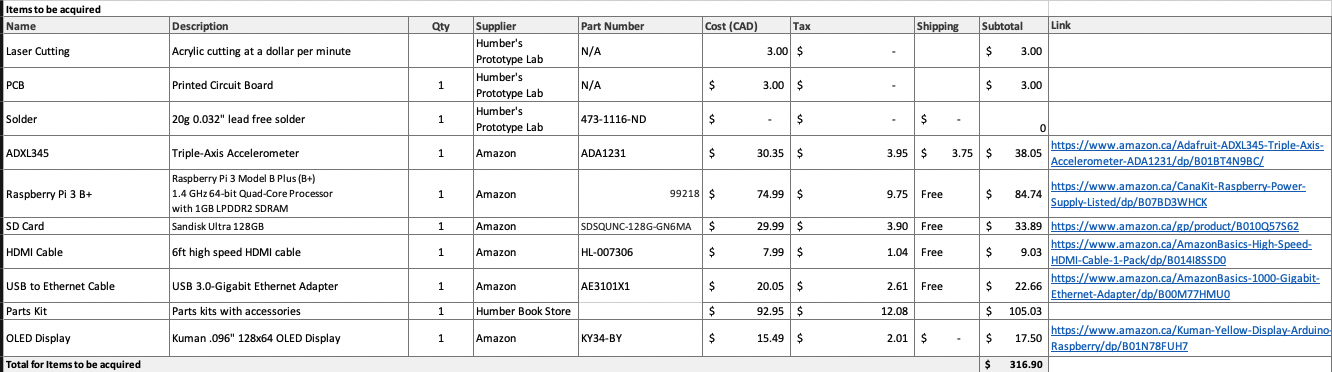 Items to be acquired
Name Description Qty Supplier Part Number Cost (CAD) Tax Shipping Subtotal Link
Laser Cutting Acrylic cutting at a dollar per minute Humber's Prototype Lab N/A 3.00 $ - $ 3.00
PCB Printed Circuit Board 1 Humber's Prototype Lab N/A $ 3.00 $ - $ 3.00
Solder 20g 0.032" lead free solder 1 Humber's Prototype Lab 473-1116-ND $ - $ - $ - 0
ADXL345 Triple-Axis Accelerometer 1 Amazon ADA1231 $ 30.35 3.95 $ 3.75 $ 38.05 https://www.amazon.ca/Adafruit-ADXL345-Triple-Axis-
Accelerometer-ADA1231/dp/B01BT4N9BC/
Raspberry Pi 3 B+ Raspberry Pi 3 Model B Plus (B+)
1.4 GHz 64-bit Quad-Core Processor
with 1GB LPDDR2 SDRAM 1 Amazon 99218 $ 74.99 9.75 Free $ 84.74 https://www.amazon.ca/CanaKit-Raspberry-Power-
Supply-Listed/dp/B07BD3WHCK
SD Card Sandisk Ultra 128GB 1 Amazon SDSQUNC-128G-GN6MA $ 29.99 3.90 Free $ 33.89 https://www.amazon.ca/gp/product/B010Q57S62
HDMI Cable 6ft high speed HDMI cable 1 Amazon HL-007306 $ 7.99 1.04 Free $ 9.03 https://www.amazon.ca/AmazonBasics-High-Speed-
HDMI-Cable-1-Pack/dp/B014I8SSD0
USB to Ethernet Cable USB 3.0-Gigabit Ethernet Adapter 1 Amazon AE3101X1 $ 20.05 2.61 Free $ 22.66 https://www.amazon.ca/AmazonBasics-1000-Gigabit-
Ethernet-Adapter/dp/B00M77HMU0
Parts Kit Parts kits with accessories 1 Humber Book Store $ 92.95 12.08 $ 105.03
OLED Display Kuman .096" 128x64 OLED Display 1 Amazon KY34-BY $ 15.49 2.01 $ - $ 17.50 https://www.amazon.ca/Kuman-Yellow-Display-Arduino-
Raspberry/dp/B01N78FUH7
Total for Items to be acquired $ 316.90